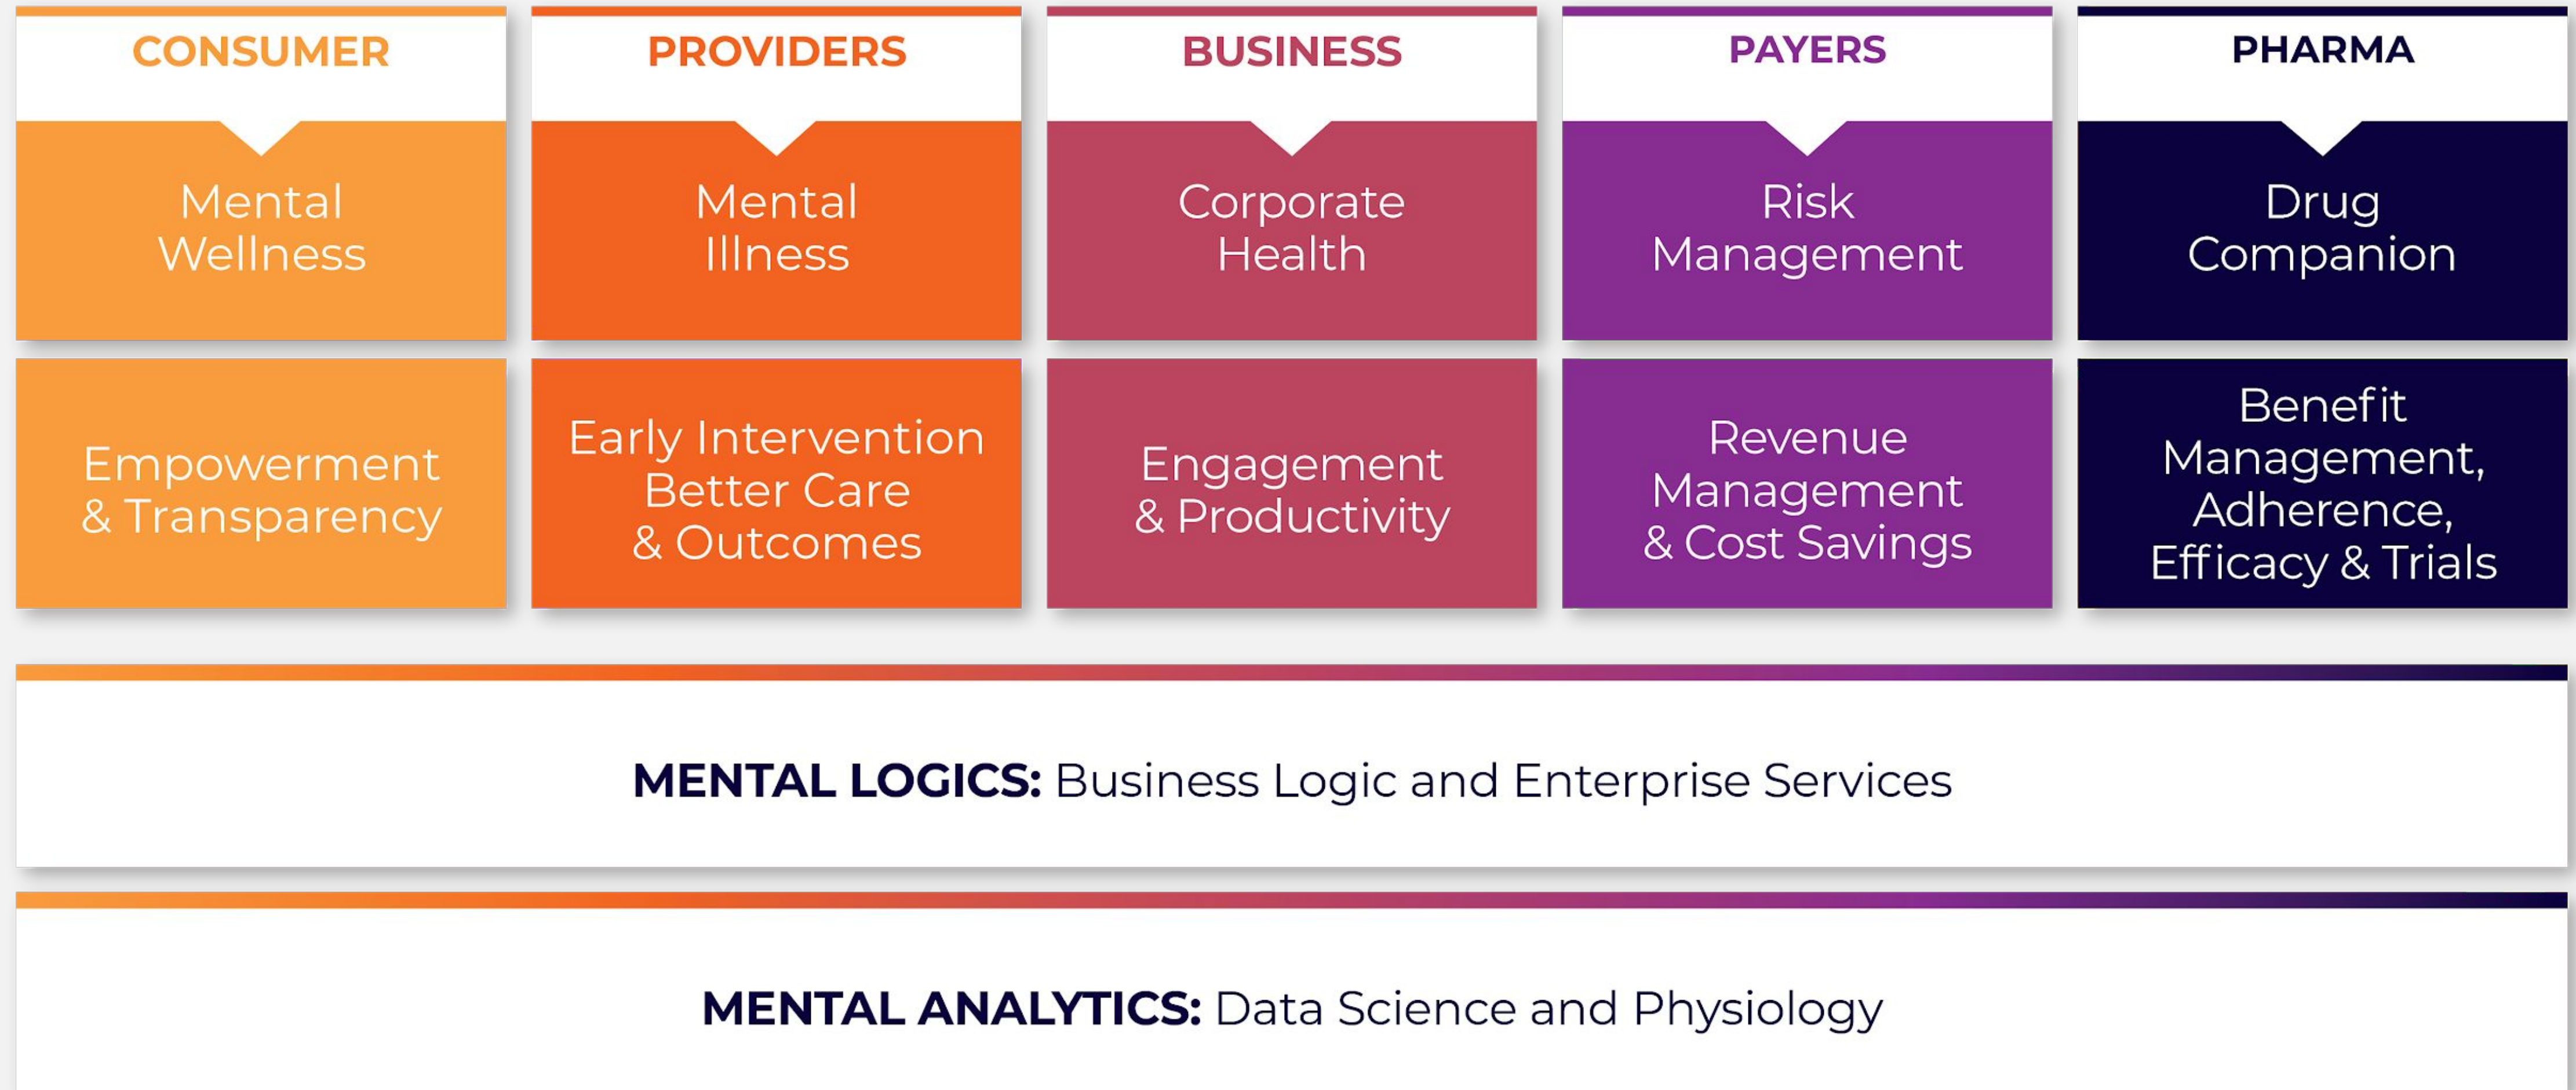 CONSUMER
Mental
Wellness
Empowerment
& Transparency
PROVIDERS
Mental
Illness
Early Intervention
Better Care
& Outcomes
BUSINESS
Corporate
Health
Engagement
& Productivity
PAYERS
Risk
Management
Revenue
Management
& Cost Savings
PHARMA
Drug
Companion
Benefit
Management,
Adherence,
Efficacy & Trials
MENTAL LOGICS: Business Logic and Enterprise Services
MENTAL ANALYTICS: Data Science and Physiology